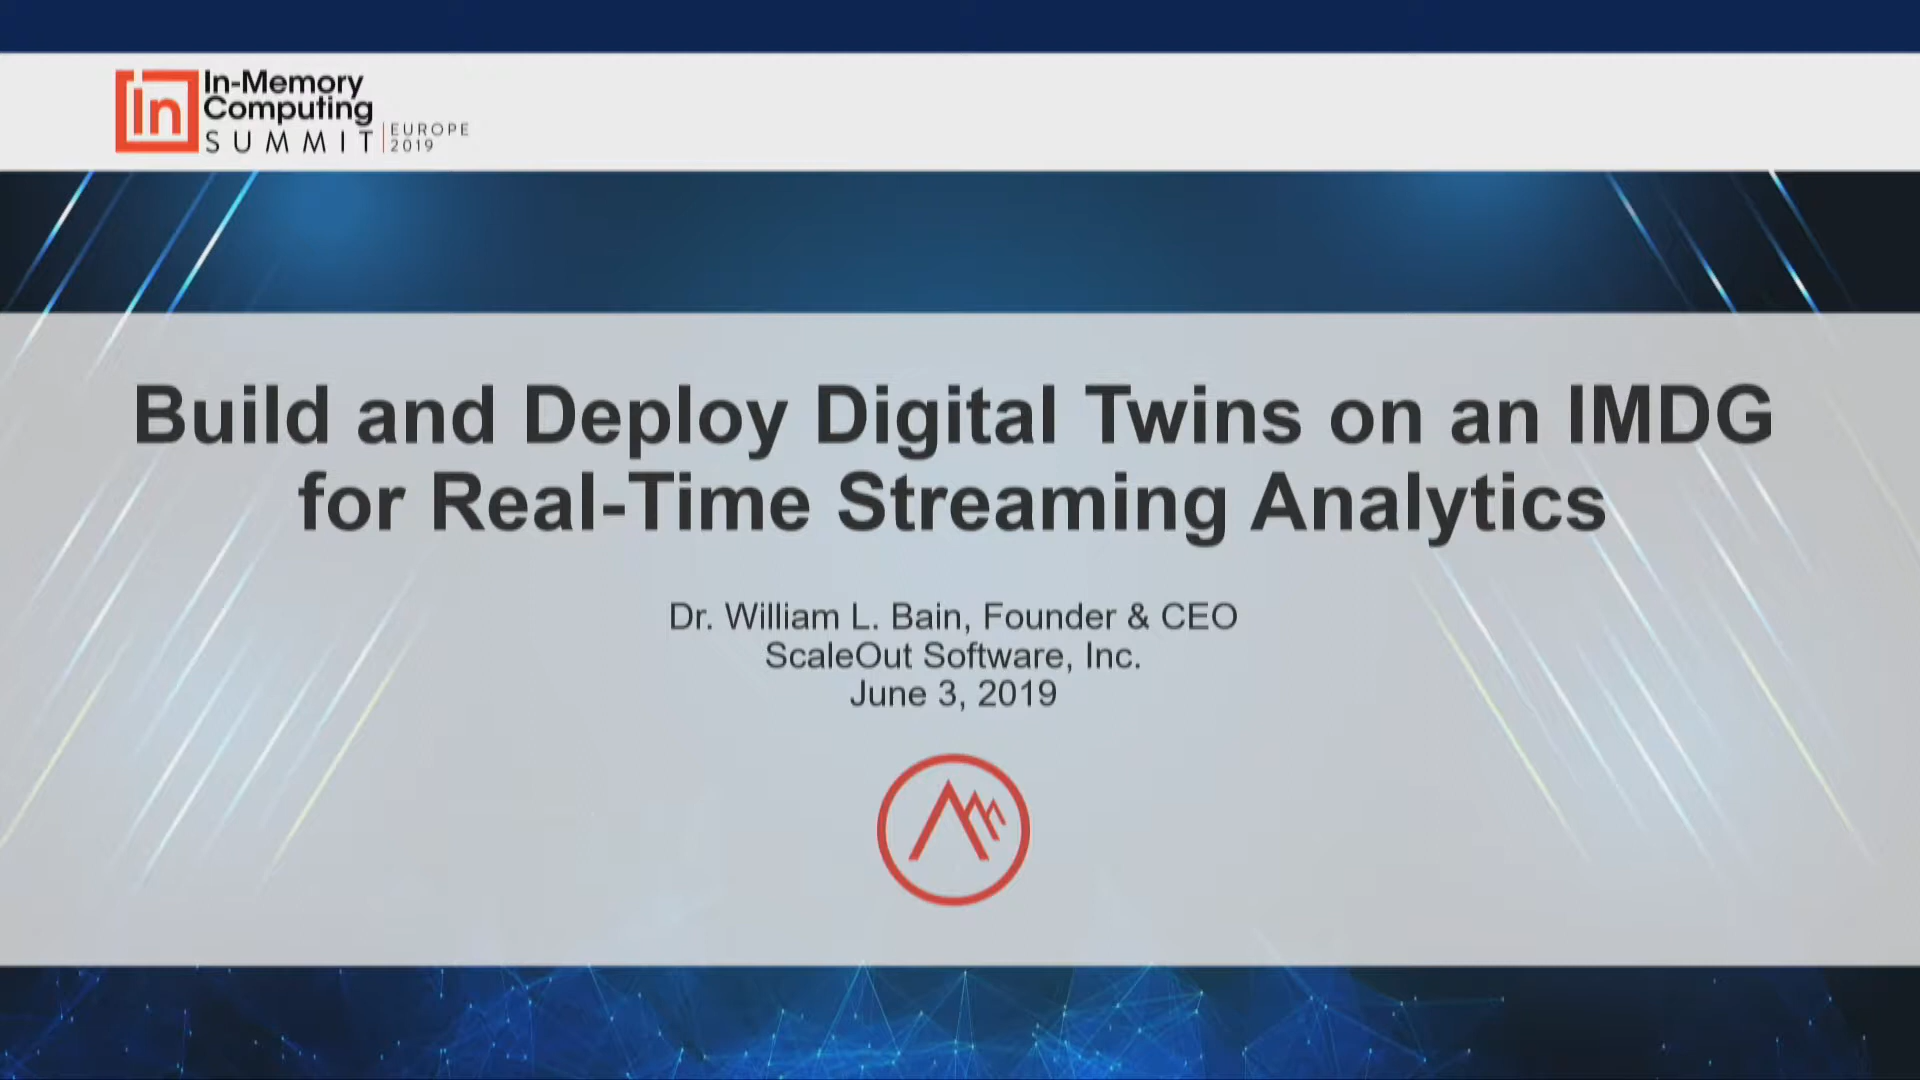 In
In-Memory
Computing
SUMMIT
EUROPE
2019
Build and Deploy Digital Twins on an IMDG
for Real-Time Streaming Analytics
Dr. William L. Bain, Founder & CEO
ScaleOut Software, Inc.
June 3, 2019